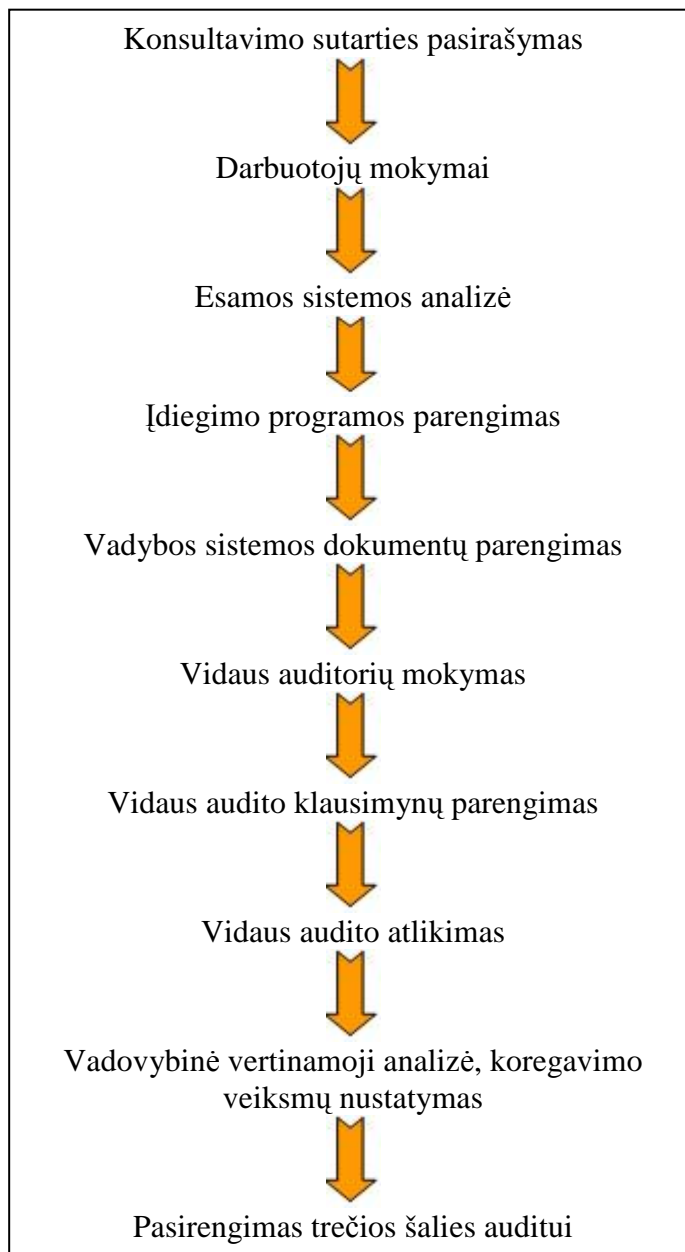 Konsultavimo sutarties pasirašymas
Darbuotojų mokymai
Esamos sistemos analizė
Įdiegimo programos parengimas
Vadybos sistemos dokumentų parengimas
Vidaus auditorių mokymas
Vidaus audito klausimynų parengimas
Vidaus audito atlikimas
Vadovybinė vertinamoji analizė, koregavimo
veiksmų nustatymas
Pasirengimas trečios šalies auditui